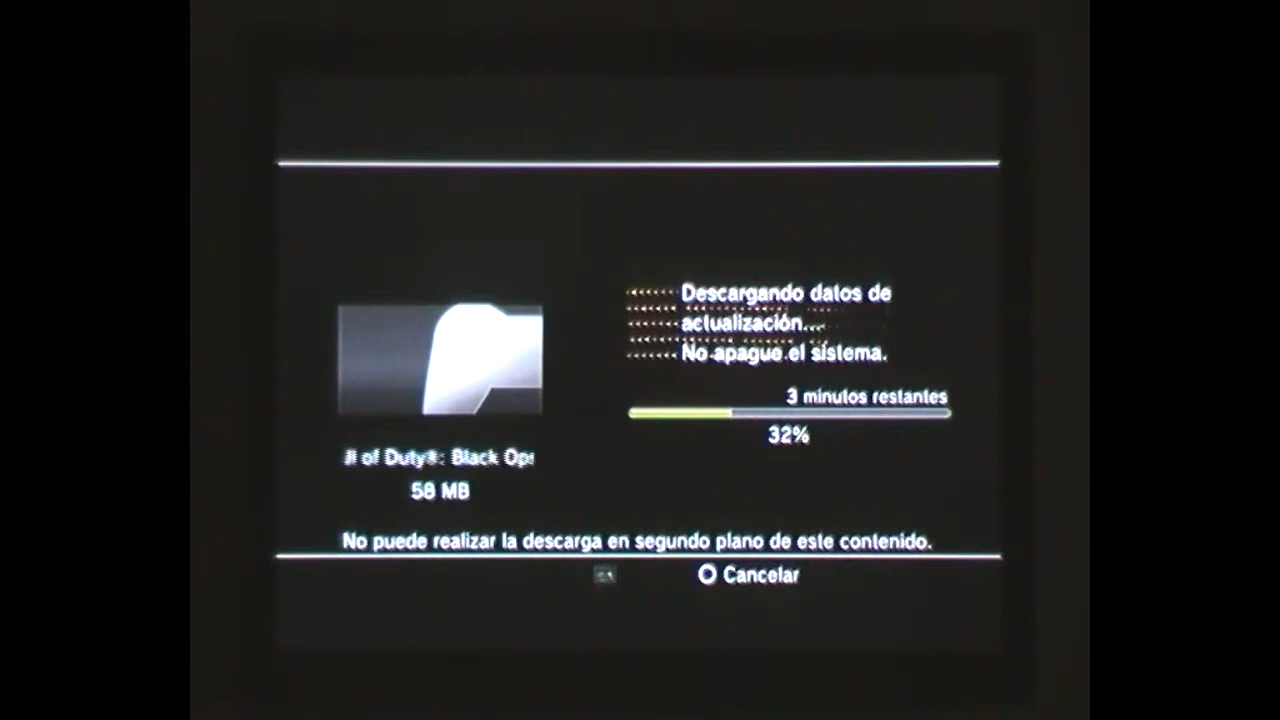 Descargando datos de
actualización...
No apague el sistema.
3 minutos restantes
32%
of Duty®: Black Ops
58 MB
No puede realizar la descarga en segundo plano de este contenido.
Cancelar